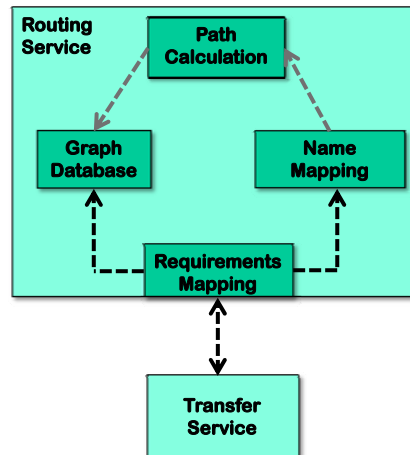 Routing
Service
Path
Calculation
Graph
Database
Name
Mapping
Requirements
Mapping
Transfer
Service